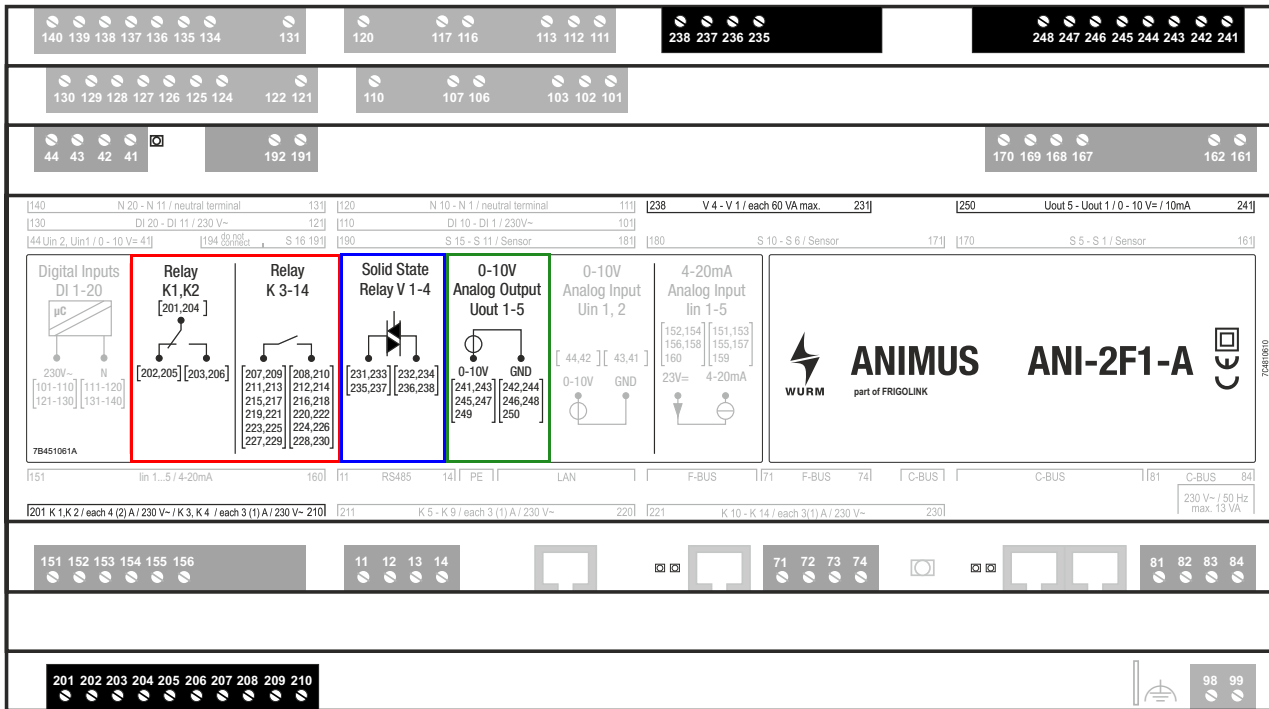 140 139 138 137 136 135 134 131 120 117 116 113 112 111 238 237 236 235 248 247 246 245 244 243 242 241
130 129 128 127 126 125 124 122 121 110 107 106 103 102 101
44 43 42 41 192 191 170 169 168 167 162 161
140 N 20 - N 11 / neutral terminal 131 120 N 10 - N 1 / neutral terminal 111 238 V 4 - V 1 / each 60 VA max. 231 250 Uout 5 - Uout 1 / 0 - 10 V= / 10mA 241
130 DI 20 - DI 11 / 230 V~ 121 110 DI 10 - DI 1 / 230V~ 101
44 Uin 2, Uin1 / 0 - 10 V= 41 194 do not connect S 16 191 190 S 15 - S 11 / Sensor 181 180 S 10 - S 6 / Sensor 171 170 S 5 - S 1 / Sensor 161
Digital Inputs
DI 1-20
µC
230V~ N
[101-110] [111-120]
[121-130] [131-140]
7B451061A
Relay
K1,K2
[201,204]
[202,205] [203,206]
Relay
K 3-14
207,209 208,210
211,213 212,214
215,217 216,218
219,221 220,222
223,225 224,226
227,229 228,230
Solid State
Relay V 1-4
231,233 232,234
235,237 236,238
0-10V
Analog Output
Uout 1-5
0-10V GND
241,243 242,244
245,247 246,248
249 250
0-10V
Analog Input
Uin 1, 2
[ 44,42 ] [ 43,41 ]
0-10V GND
4-20mA
Analog Input
Iin 1-5
152,154 151,153
156,158 155,157
160 159
23V= 4-20mA
WURM
ANIMUS
part of FRIGOLINK
ANI-2F1-A
CE
7C4810610
151 Iin 1...5 / 4-20mA 160 11 RS485 14 PE LAN F-BUS 71 F-BUS 74 C-BUS C-BUS 81 C-BUS 84
230 V~ / 50 Hz
max. 13 VA
201 K 1,K 2 / each 4 (2) A / 230 V~ / K 3, K 4 / each 3 (1) A / 230 V~ 210 211 K 5 - K 9 / each 3 (1) A / 230 V~ 220 221 K 10 - K 14 / each 3(1) A / 230 V~ 230
151 152 153 154 155 156 11 12 13 14 71 72 73 74 81 82 83 84
201 202 203 204 205 206 207 208 209 210 98 99